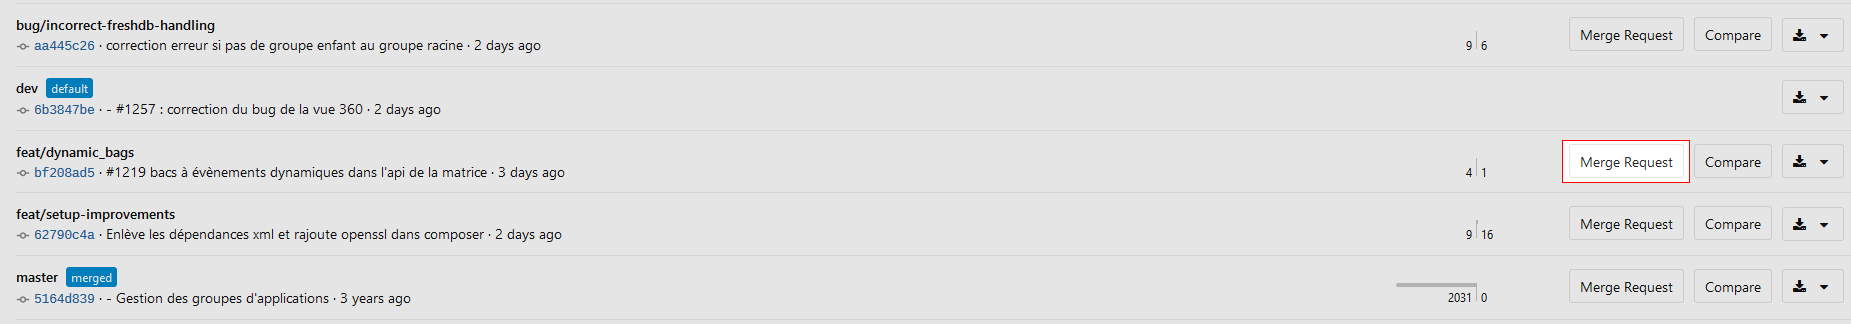 bug/incorrect-freshdb-handling
aa445c26 · correction erreur si pas de groupe enfant au groupe racine · 2 days ago
9 6
Merge Request Compare
dev default
6b3847be · - #1257 : correction du bug de la vue 360 · 2 days ago
feat/dynamic_bags
bf208ad5 · #1219 bacs à évènements dynamiques dans l'api de la matrice · 3 days ago
4 1
Merge Request Compare
feat/setup-improvements
62790c4a · Enlève les dépendances xml et rajoute openssl dans composer · 2 days ago
9 16
Merge Request Compare
master merged
5164d839 · - Gestion des groupes d'applications · 3 years ago
2031 0
Merge Request Compare